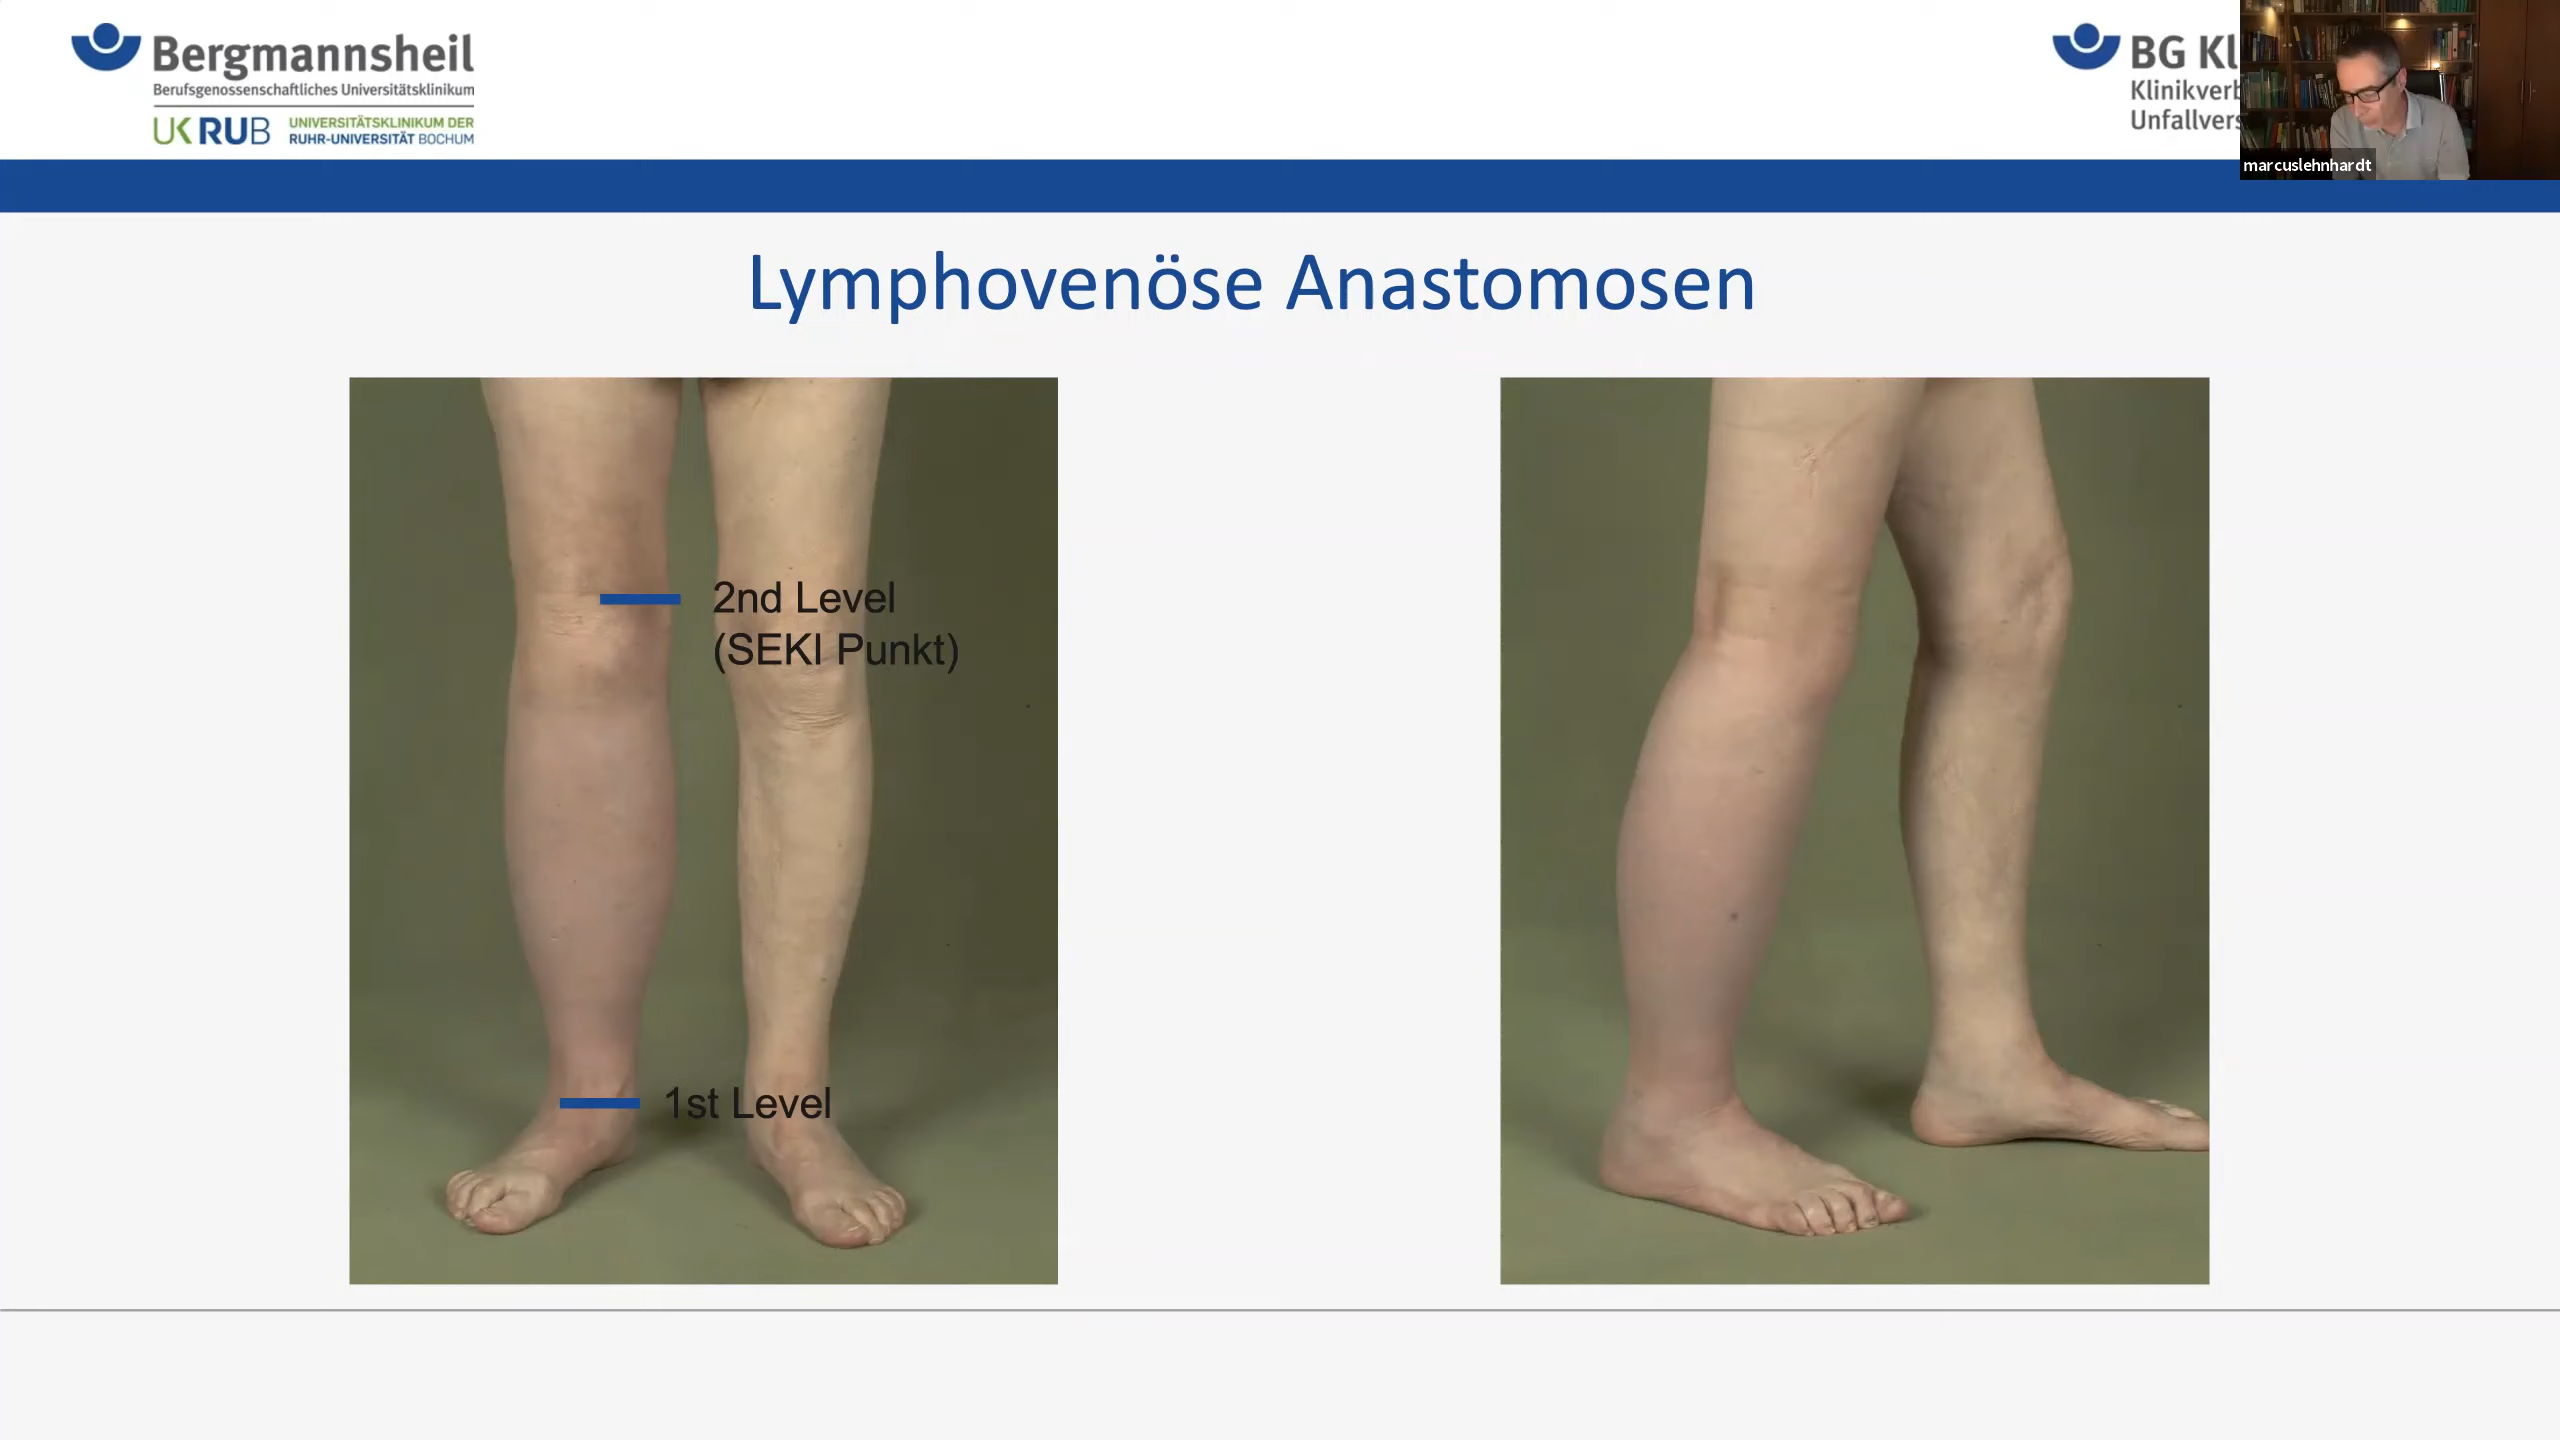 Bergmannsheil
Berufsgenossenschaftliches Universitätsklinikum
UK RUB
UNIVERSITÄTSKLINIKUM DER
RUHR-UNIVERSITÄT BOCHUM
BG Kl
Klinikverb
Unfallvers
marcuslehnhardt
Lymphovenöse Anastomosen
2nd Level
(SEKI Punkt)
1st Level